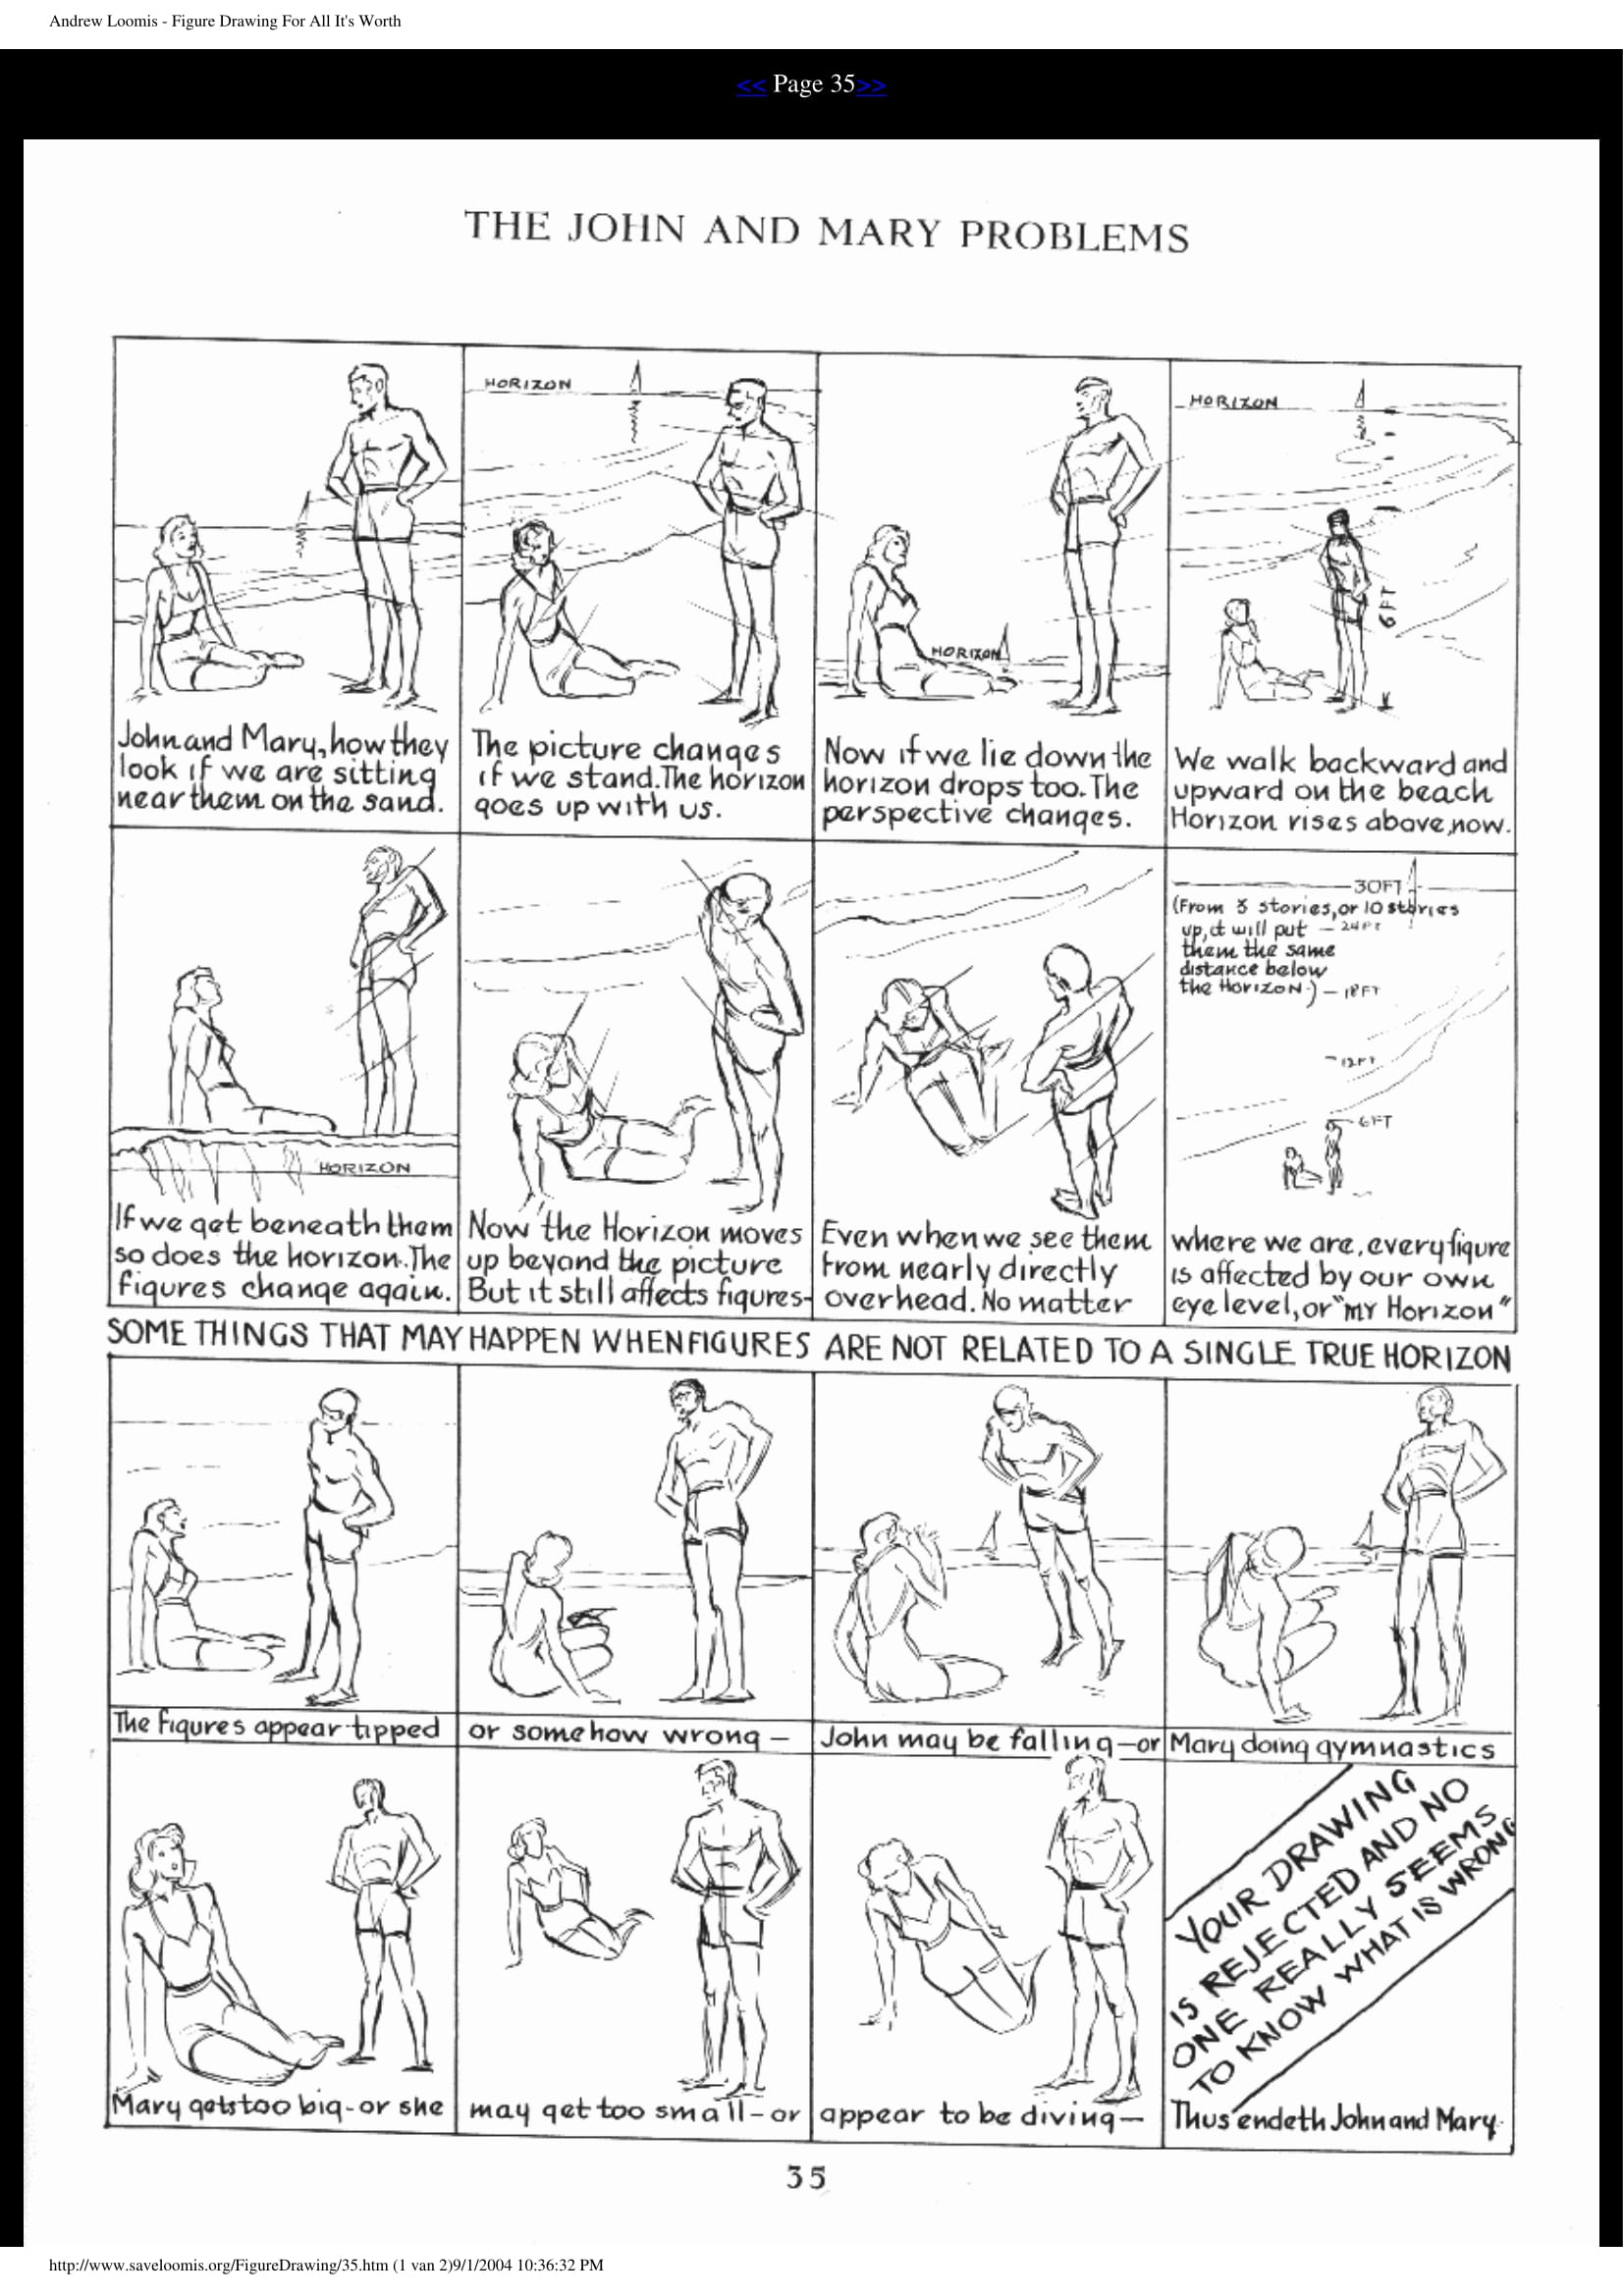 Andrew Loomis - Figure Drawing For All It's Worth
<< Page 35>>
THE JOHN AND MARY PROBLEMS
John and Mary, how they
look if we are sitting
near them on the sand.
HORIZON
The picture changes
if we stand. The horizon
goes up with us.
HORIZON
Now if we lie down the
horizon drops too. The
perspective changes.
HORIZON
6 FT
We walk backward and
upward on the beach
Horizon rises above, now.
HORIZON
If we get beneath them
so does the horizon. The
figures change again.
Now the Horizon moves
up beyond the picture
But it still affects figures-
Even when we see them
from nearly directly
overhead. No matter
30FT
(From 3 stories, or 10 stories
up, it will put - 24FT
them the same
distance below
the Horizon.) - 18FT
- 12FT
- 6FT
where we are, every figure
is affected by our own
eye level, or "MY Horizon"
SOME THINGS THAT MAY HAPPEN WHEN FIGURES ARE NOT RELATED TO A SINGLE TRUE HORIZON
The figures appear tipped
or somehow wrong —
John may be falling—or
Mary doing gymnastics
Mary gets too big-or she
may get too small-or
appear to be diving—
YOUR DRAWING
IS REJECTED AND NO
ONE REALLY SEEMS
TO KNOW WHAT IS WRONG
Thus endeth John and Mary.
35
http://www.saveloomis.org/FigureDrawing/35.htm (1 van 2)9/1/2004 10:36:32 PM